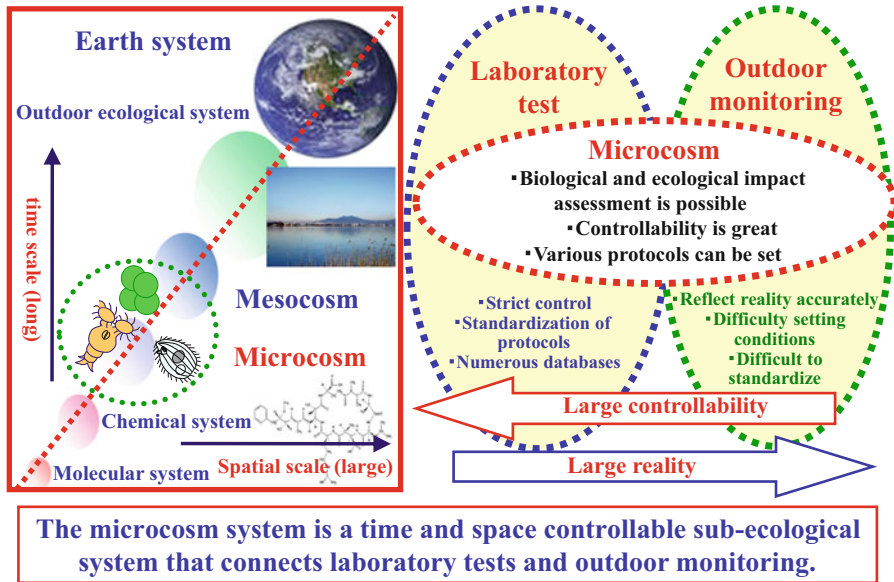 Earth system
Outdoor ecological system
time scale (long)
Mesocosm
Microcosm
Chemical system
Spatial scale (large)
Molecular system
Laboratory
test
Outdoor
monitoring
Microcosm
▪Biological and ecological impact
assessment is possible
▪Controllability is great
▪Various protocols can be set
▪Strict control
▪Standardization of
protocols
▪Numerous databases
▪Reflect reality accurately
▪Difficulty setting
conditions
▪Difficult to
standardize
Large controllability
Large reality
The microcosm system is a time and space controllable sub-ecological
system that connects laboratory tests and outdoor monitoring.